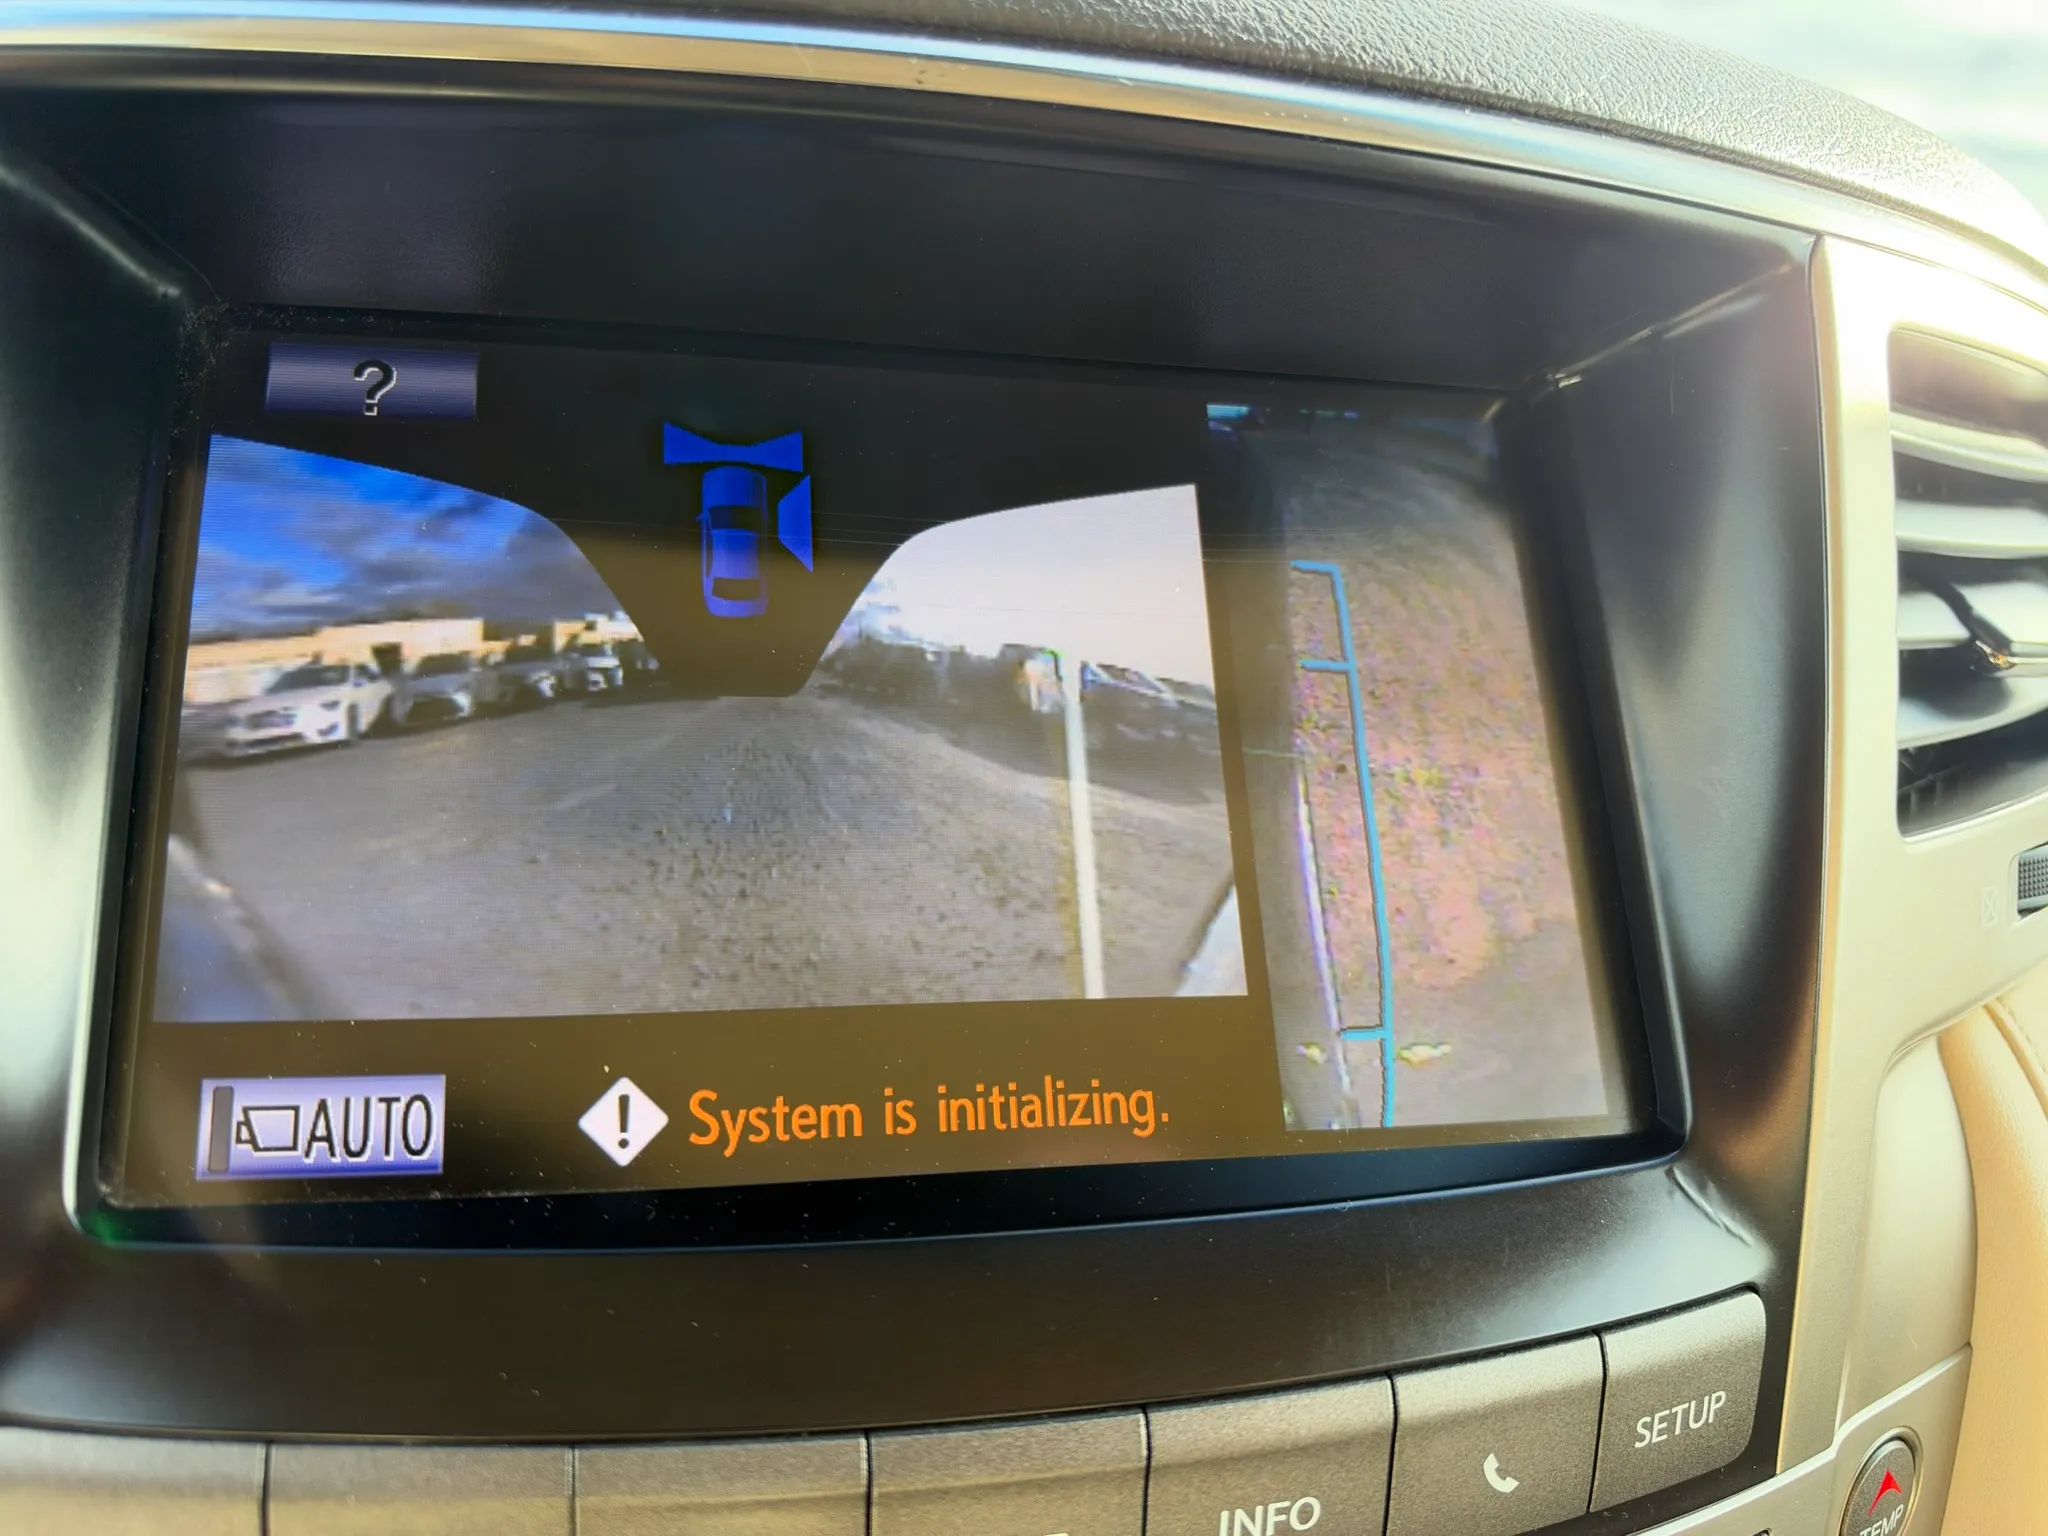 ?
AUTO
! System is initializing.
SETUP
INFO
TEMP